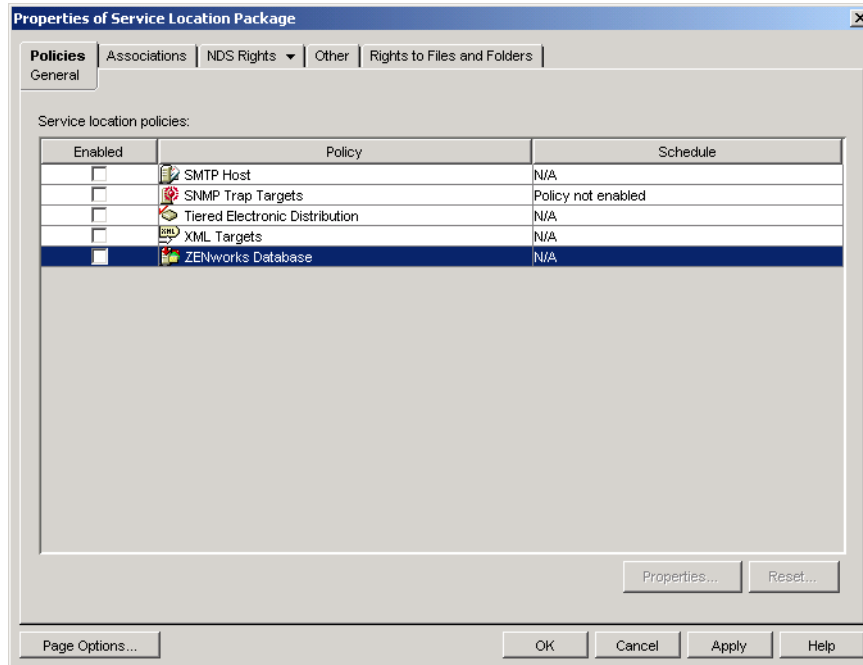 Properties of Service Location Package
Policies Associations NDS Rights Other Rights to Files and Folders
General
Service location policies:
Enabled Policy Schedule
SMTP Host N/A
SNMP Trap Targets Policy not enabled
Tiered Electronic Distribution N/A
XML XML Targets N/A
ZENworks Database N/A
Properties... Reset...
Page Options... OK Cancel Apply Help